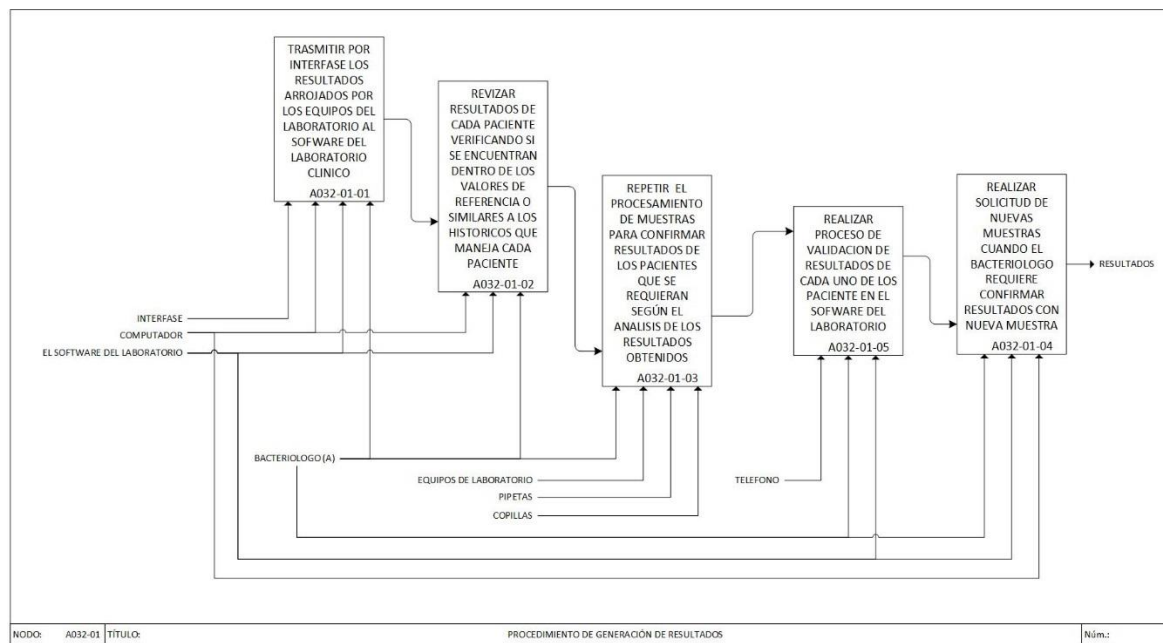 TRASMITIR POR
INTERFASE LOS
RESULTADOS
ARROJADOS POR
LOS EQUIPOS DEL
LABORATORIO AL
SOFWARE DEL
LABORATORIO
CLINICO
A032-01-01
REVIZAR
RESULTADOS DE
CADA PACIENTE
VERIFICANDO SI
SE ENCUENTRAN
DENTRO DE LOS
VALORES DE
REFERENCIA O
SIMILARES A LOS
HISTORICOS QUE
MANEJA CADA
PACIENTE
A032-01-02
REPETIR EL
PROCESAMIENTO
DE MUESTRAS
PARA CONFIRMAR
RESULTADOS DE
LOS PACIENTES
QUE SE
REQUIERAN
SEGÚN EL
ANALISIS DE LOS
RESULTADOS
OBTENIDOS
A032-01-03
REALIZAR
PROCESO DE
VALIDACION DE
RESULTADOS DE
CADA UNO DE LOS
PACIENTE EN EL
SOFWARE DEL
LABORATORIO
A032-01-05
REALIZAR
SOLICITUD DE
NUEVAS
MUESTRAS
CUANDO EL
BACTERIOLOGO
REQUIERE
CONFIRMAR
RESULTADOS CON
NUEVA MUESTRA
A032-01-04
RESULTADOS
INTERFASE
COMPUTADOR
EL SOFTWARE DEL LABORATORIO
BACTERIOLOGO(A)
EQUIPOS DE LABORATORIO
PIPETAS
COPILLAS
TELEFONO
NODO: A032-01 TÍTULO: PROCEDIMIENTO DE GENERACIÓN DE RESULTADOS Núm.: